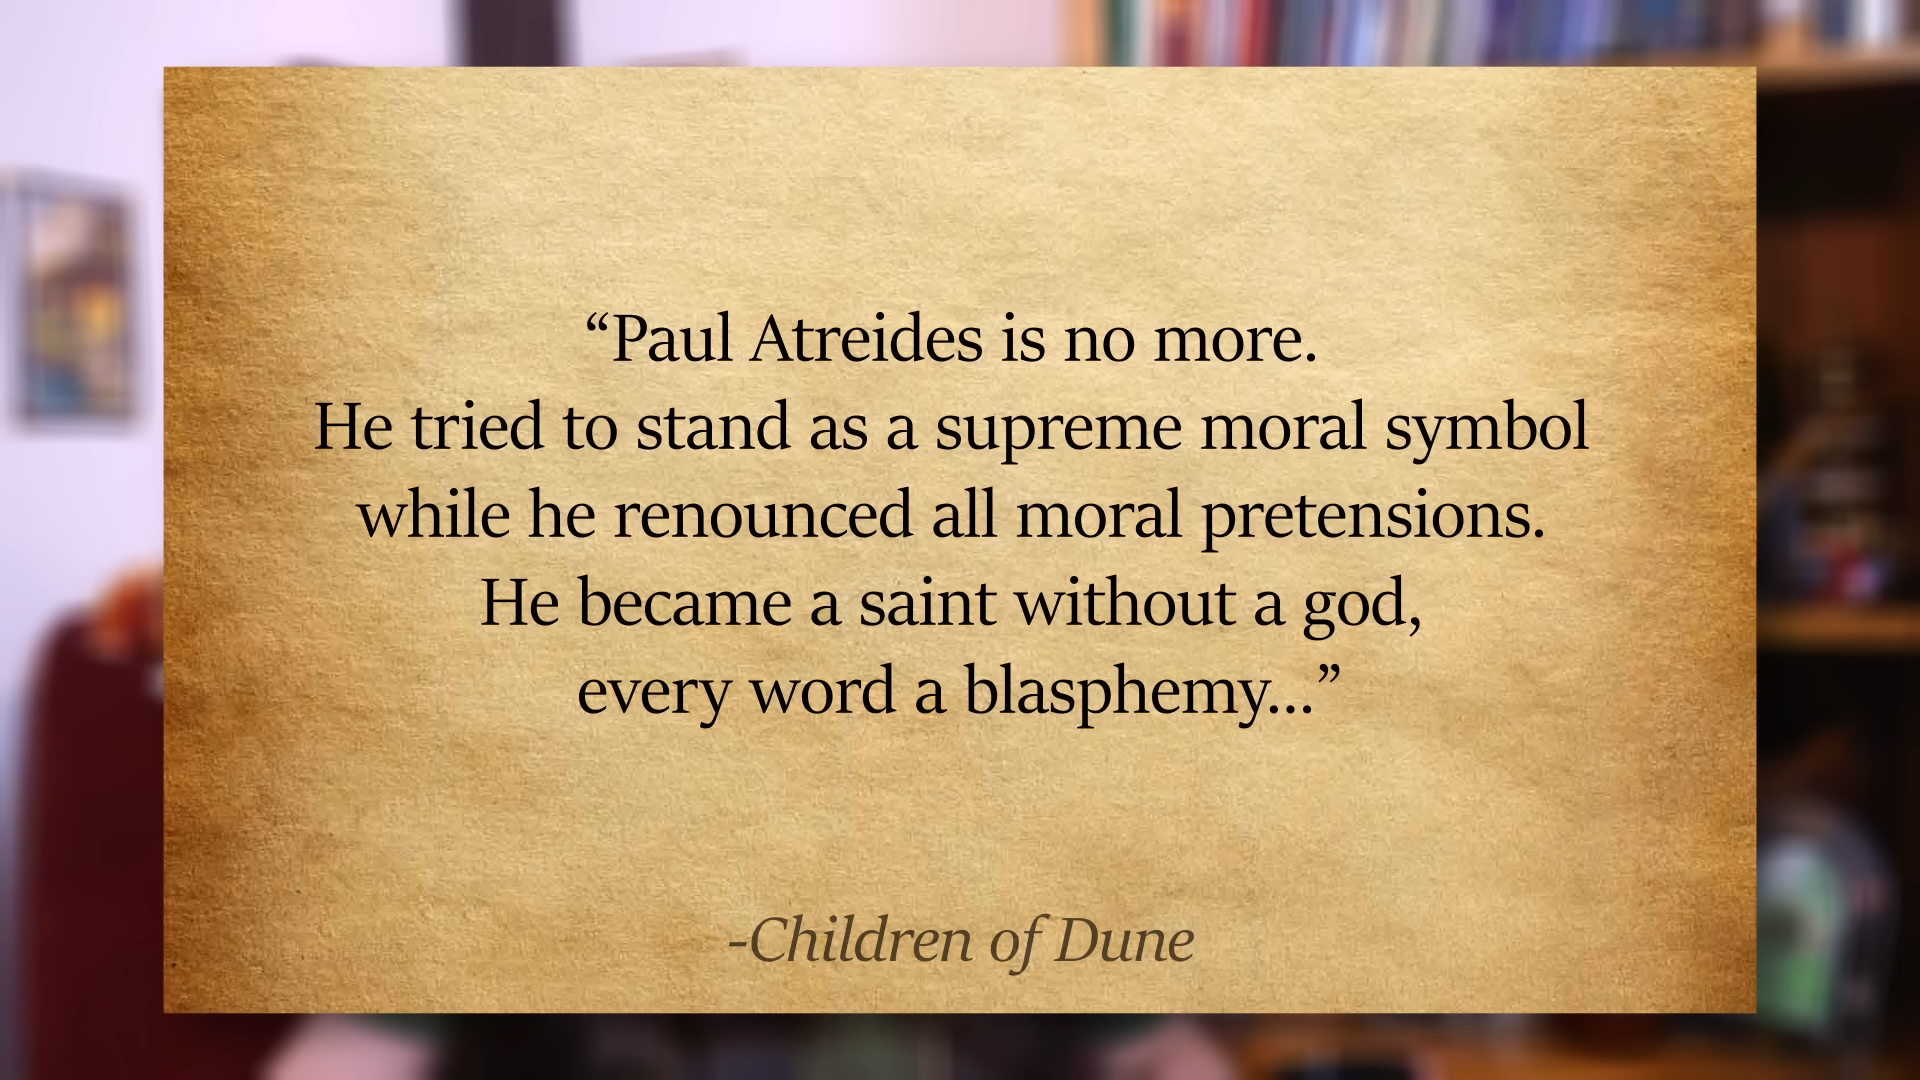 “Paul Atreides is no more.
He tried to stand as a supreme moral symbol
while he renounced all moral pretensions.
He became a saint without a god,
every word a blasphemy...”
-Children of Dune